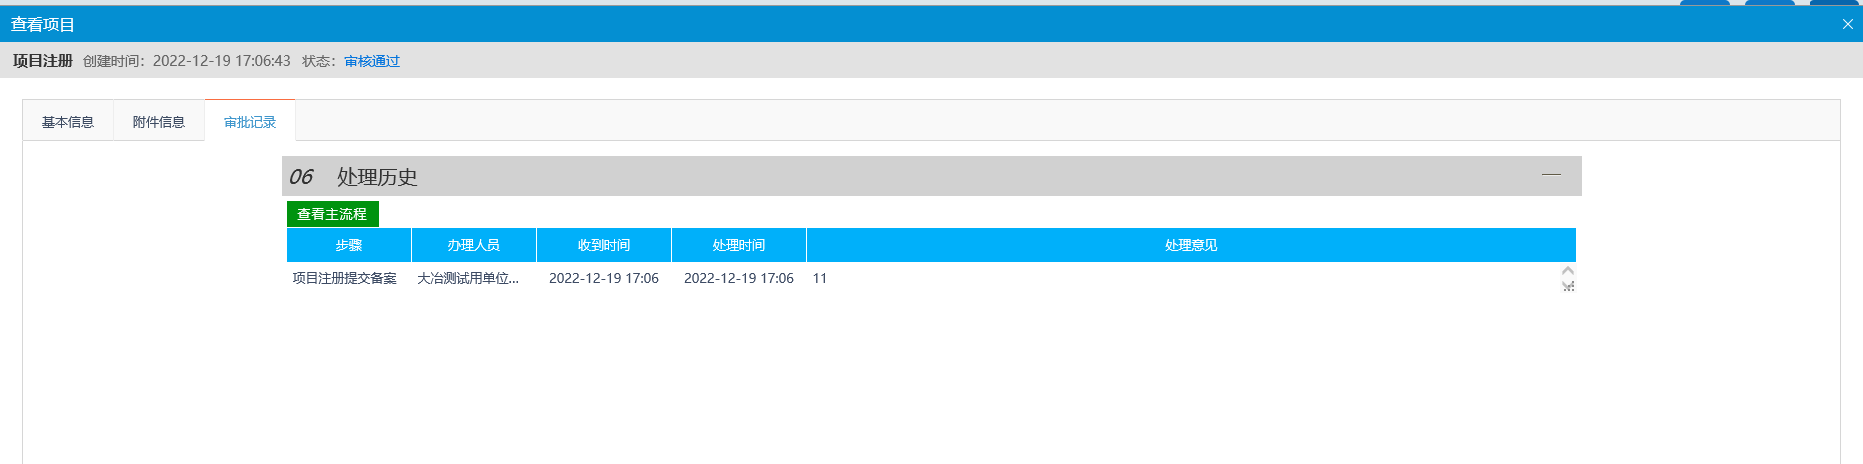 查看项目
项目注册 创建时间：2022-12-19 17:06:43 状态：审核通过
基本信息 附件信息 审批记录
06 处理历史
查看主流程
步骤 办理人员 收到时间 处理时间 处理意见
项目注册提交备案 大冶测试用单位... 2022-12-19 17:06 2022-12-19 17:06 11